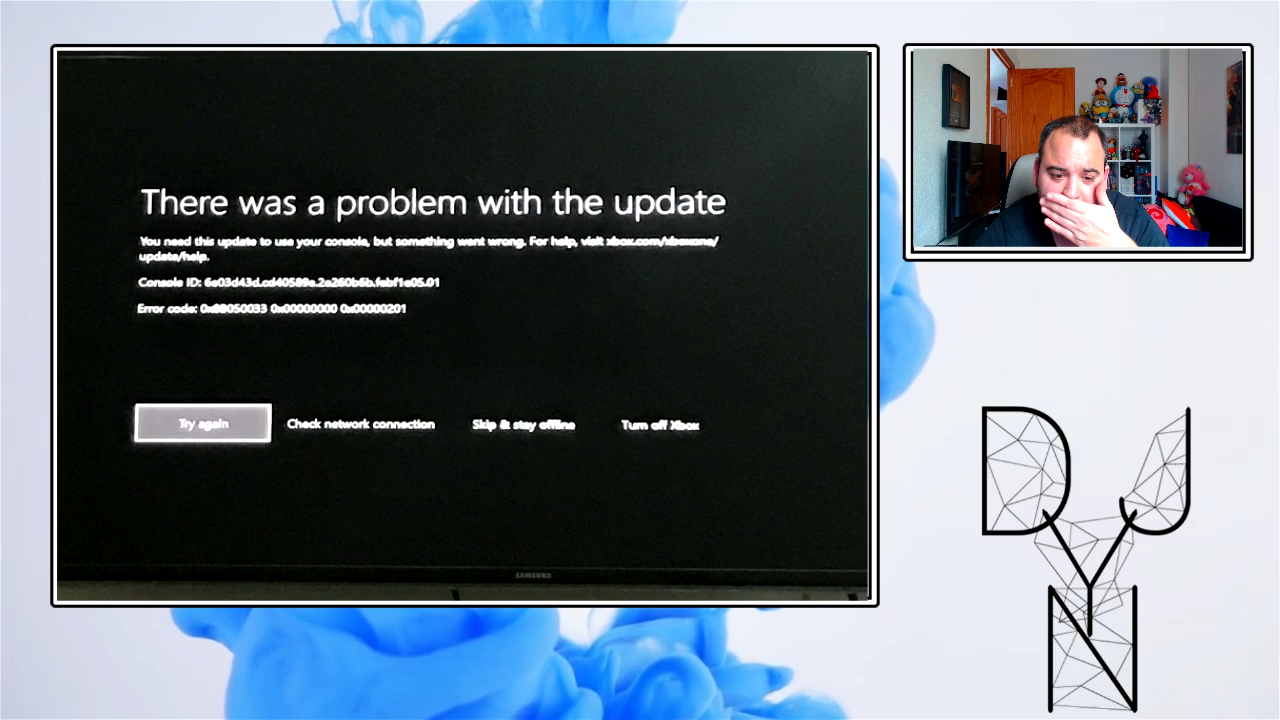 There was a problem with the update
You need this update to use your console, but something went wrong. For help, visit xbox.com/xboxone/
update/help.
Console ID:
Error code: 0x00000000 0x00000201
Try again
Check network connection
Skip & stay offline
Turn off Xbox
SAMSUNG
D J
Y
N